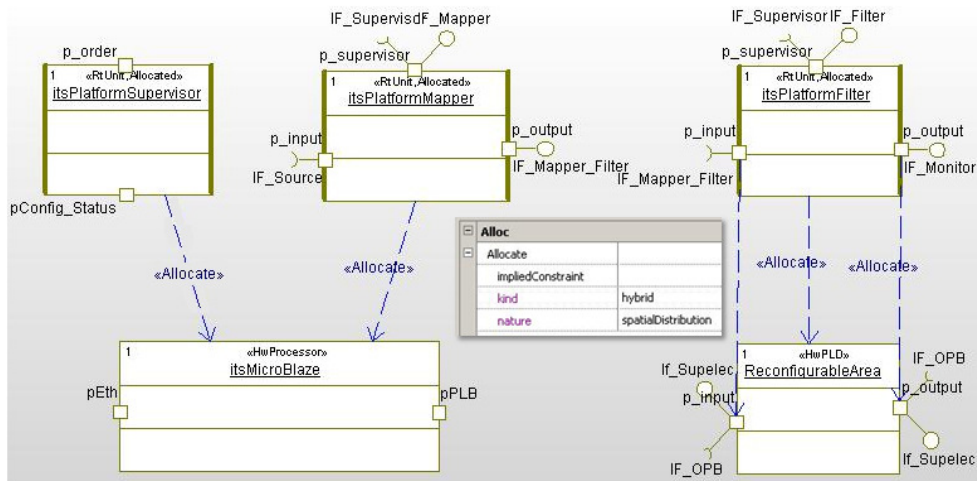 IF_SupervisdF_Mapper
IF_Supervisor IF_Filter
p_order
p_supervisor
p_supervisor
1 «RtUnit,Allocated»
itsPlatformSupervisor
1 «RtUnit,Allocated»
itsPlatformMapper
1 «RtUnit,Allocated»
itsPlatformFilter
p_input
p_output
p_input
p_output
IF_Source
IF_Mapper_Filter
IF_Mapper_Filter
IF_Monitor
pConfig_Status
Alloc
Allocate
impliedConstraint
kind hybrid
nature spatialDistribution
«Allocate»
«Allocate»
«Allocate»
«Allocate»
1 «HwProcessor»
itsMicroBlaze
pEth
pPLB
1 «HwPLD»
ReconfigurableArea
If_Supelec
IF_OPB
p_input
p_output
IF_OPB
If_Supelec